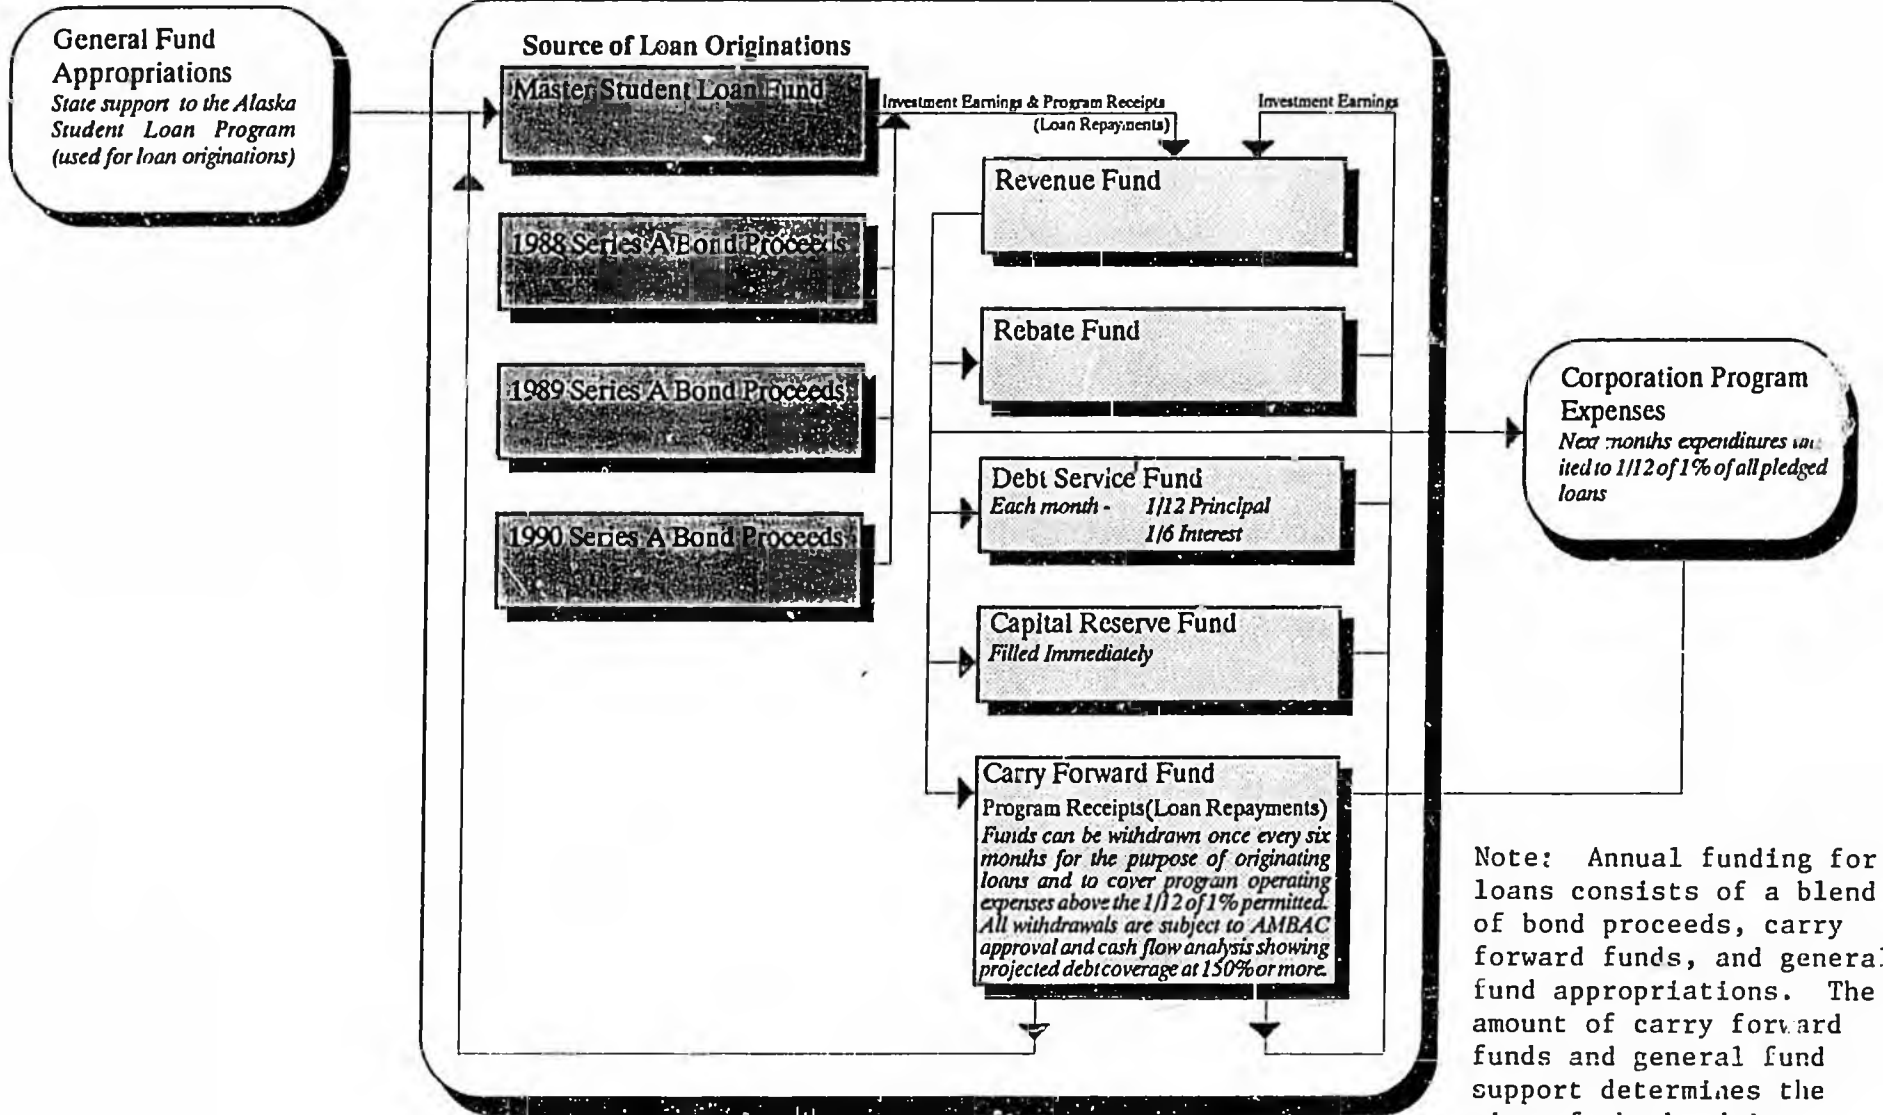 General Fund
Appropriations
State support to the Alaska
Student Loan Program
(used for loan originations)
Source of Loan Originations
Master Student Loan Fund
1988 Series A Bond Proceeds
1989 Series A Bond Proceeds
1990 Series A Bond Proceeds
Investment Earnings & Program Receipts
(Loan Repayments)
Investment Earnings
Revenue Fund
Rebate Fund
Debt Service Fund
Each month - 1/12 Principal
1/6 Interest
Capital Reserve Fund
Filled Immediately
Carry Forward Fund
Program Receipts(Loan Repayments)
Funds can be withdrawn once every six
months for the purpose of originating
loans and to cover program operating
expenses above the 1/12 of 1% permitted.
All withdrawals are subject to AMBAC
approval and cash flow analysis showing
projected debt coverage at 150% or more.
Corporation Program
Expenses
Next months expenditures
ited to 1/12 of 1% of all pledged
loans
Note: Annual funding for
loans consists of a blend
of bond proceeds, carry
forward funds, and general
fund appropriations. The
amount of carry forward
funds and general fund
support determines the